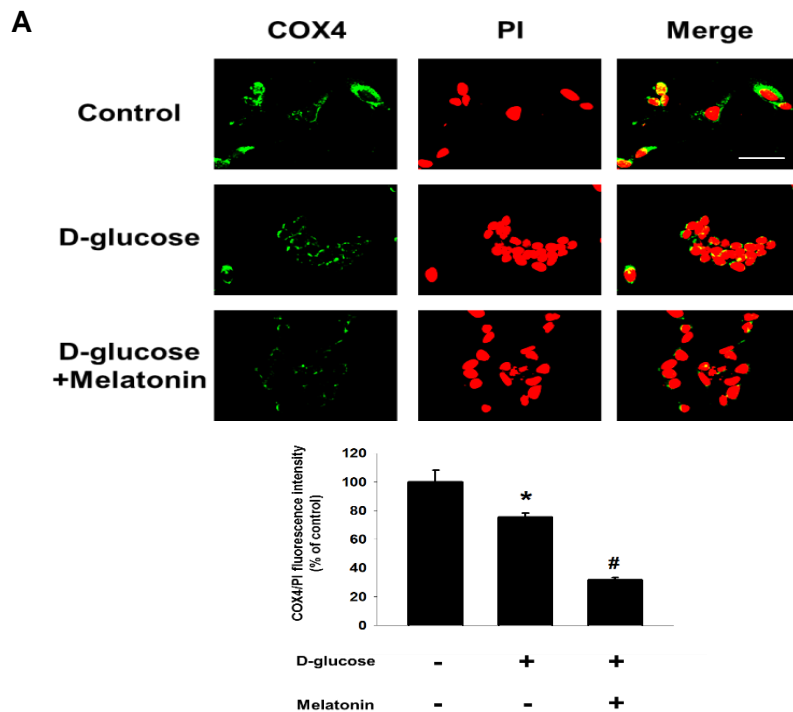 A
COX4 PI Merge
Control
D-glucose
D-glucose
+Melatonin
COX4/PI fluorescence intensity
(% of control)
120
100
80
60
40
20
0
*
#
D-glucose - + +
Melatonin - - +